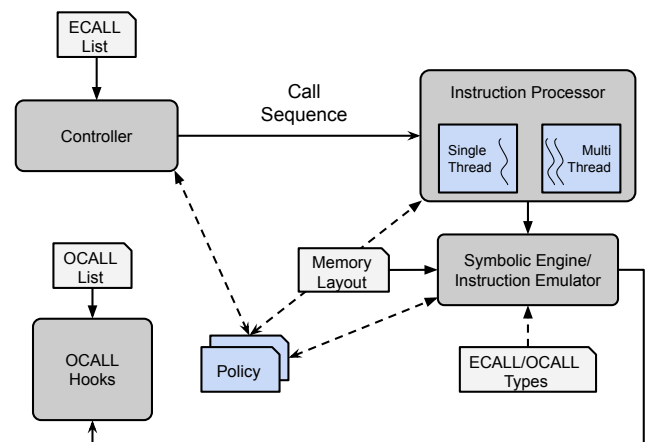 ECALL
List
Controller
Call
Sequence
Instruction Processor
Single
Thread
Multi
Thread
OCALL
List
Memory
Layout
Symbolic Engine/
Instruction Emulator
OCALL
Hooks
Policy
ECALL/OCALL
Types